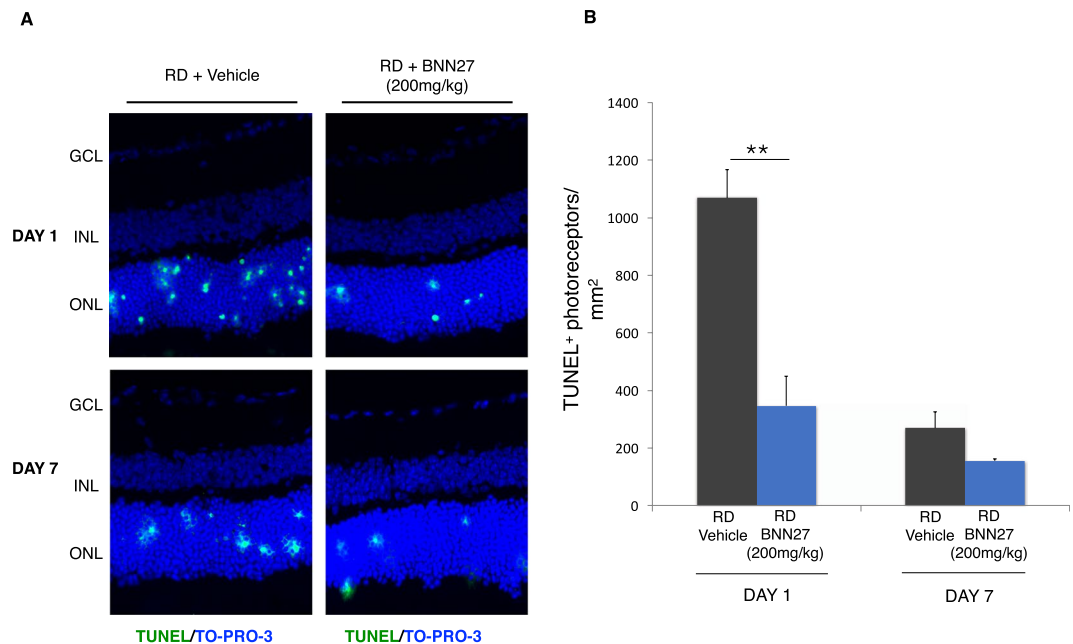 A
RD + Vehicle
RD + BNN27
(200mg/kg)
DAY 1
GCL
INL
ONL
DAY 7
GCL
INL
ONL
TUNEL/TO-PRO-3
TUNEL/TO-PRO-3
B
TUNEL⁺ photoreceptors/
mm²
1400
1200
1000
800
600
400
200
0
**
RD
Vehicle
RD
BNN27
(200mg/kg)
RD
Vehicle
RD
BNN27
(200mg/kg)
DAY 1
DAY 7